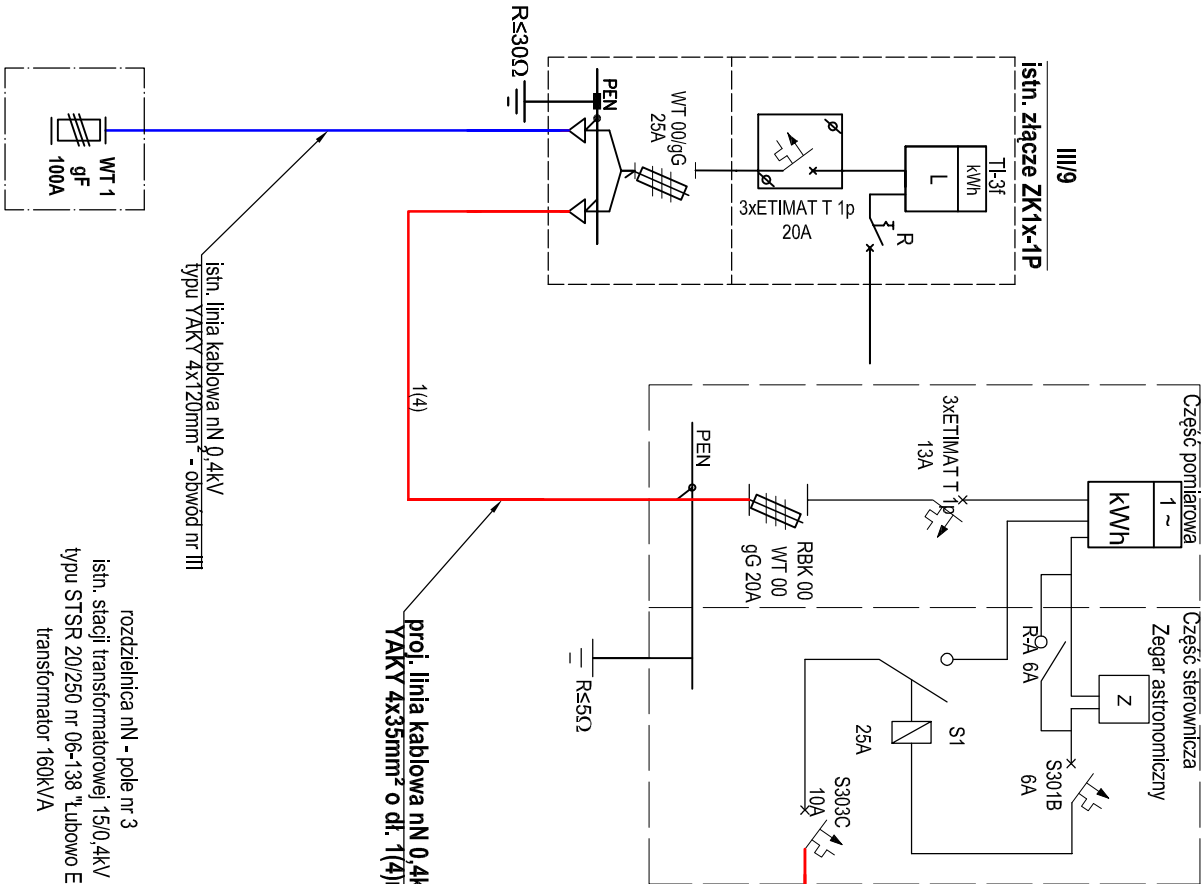 III/9
istn. złącze ZK1x-1P
TI-3f
kWh
L
R
3xETIMAT T 1p
20A
WT 00/gG
25A
PEN
R≤30Ω
WT 1
gF
100A
istn. linia kablowa nN 0,4kV
typu YAKY 4x120mm² - obwód nr III
1(4)
Część pomiarowa
1 ~
kWh
3xETIMAT T 1p
13A
RBK 00
WT 00
gG 20A
PEN
R≤5Ω
Część sterownicza
Zegar astronomiczny
Z
R-A 6A
S301B
6A
S1
25A
S303C
10A
proj. linia kablowa nN 0,4k
YAKY 4x35mm² o dł. 1(4)
rozdzielnica nN - pole nr 3
istn. stacji transformatorowej 15/0,4kV
typu STSR 20/250 nr 06-138 "Łubowo E
transformator 160kVA